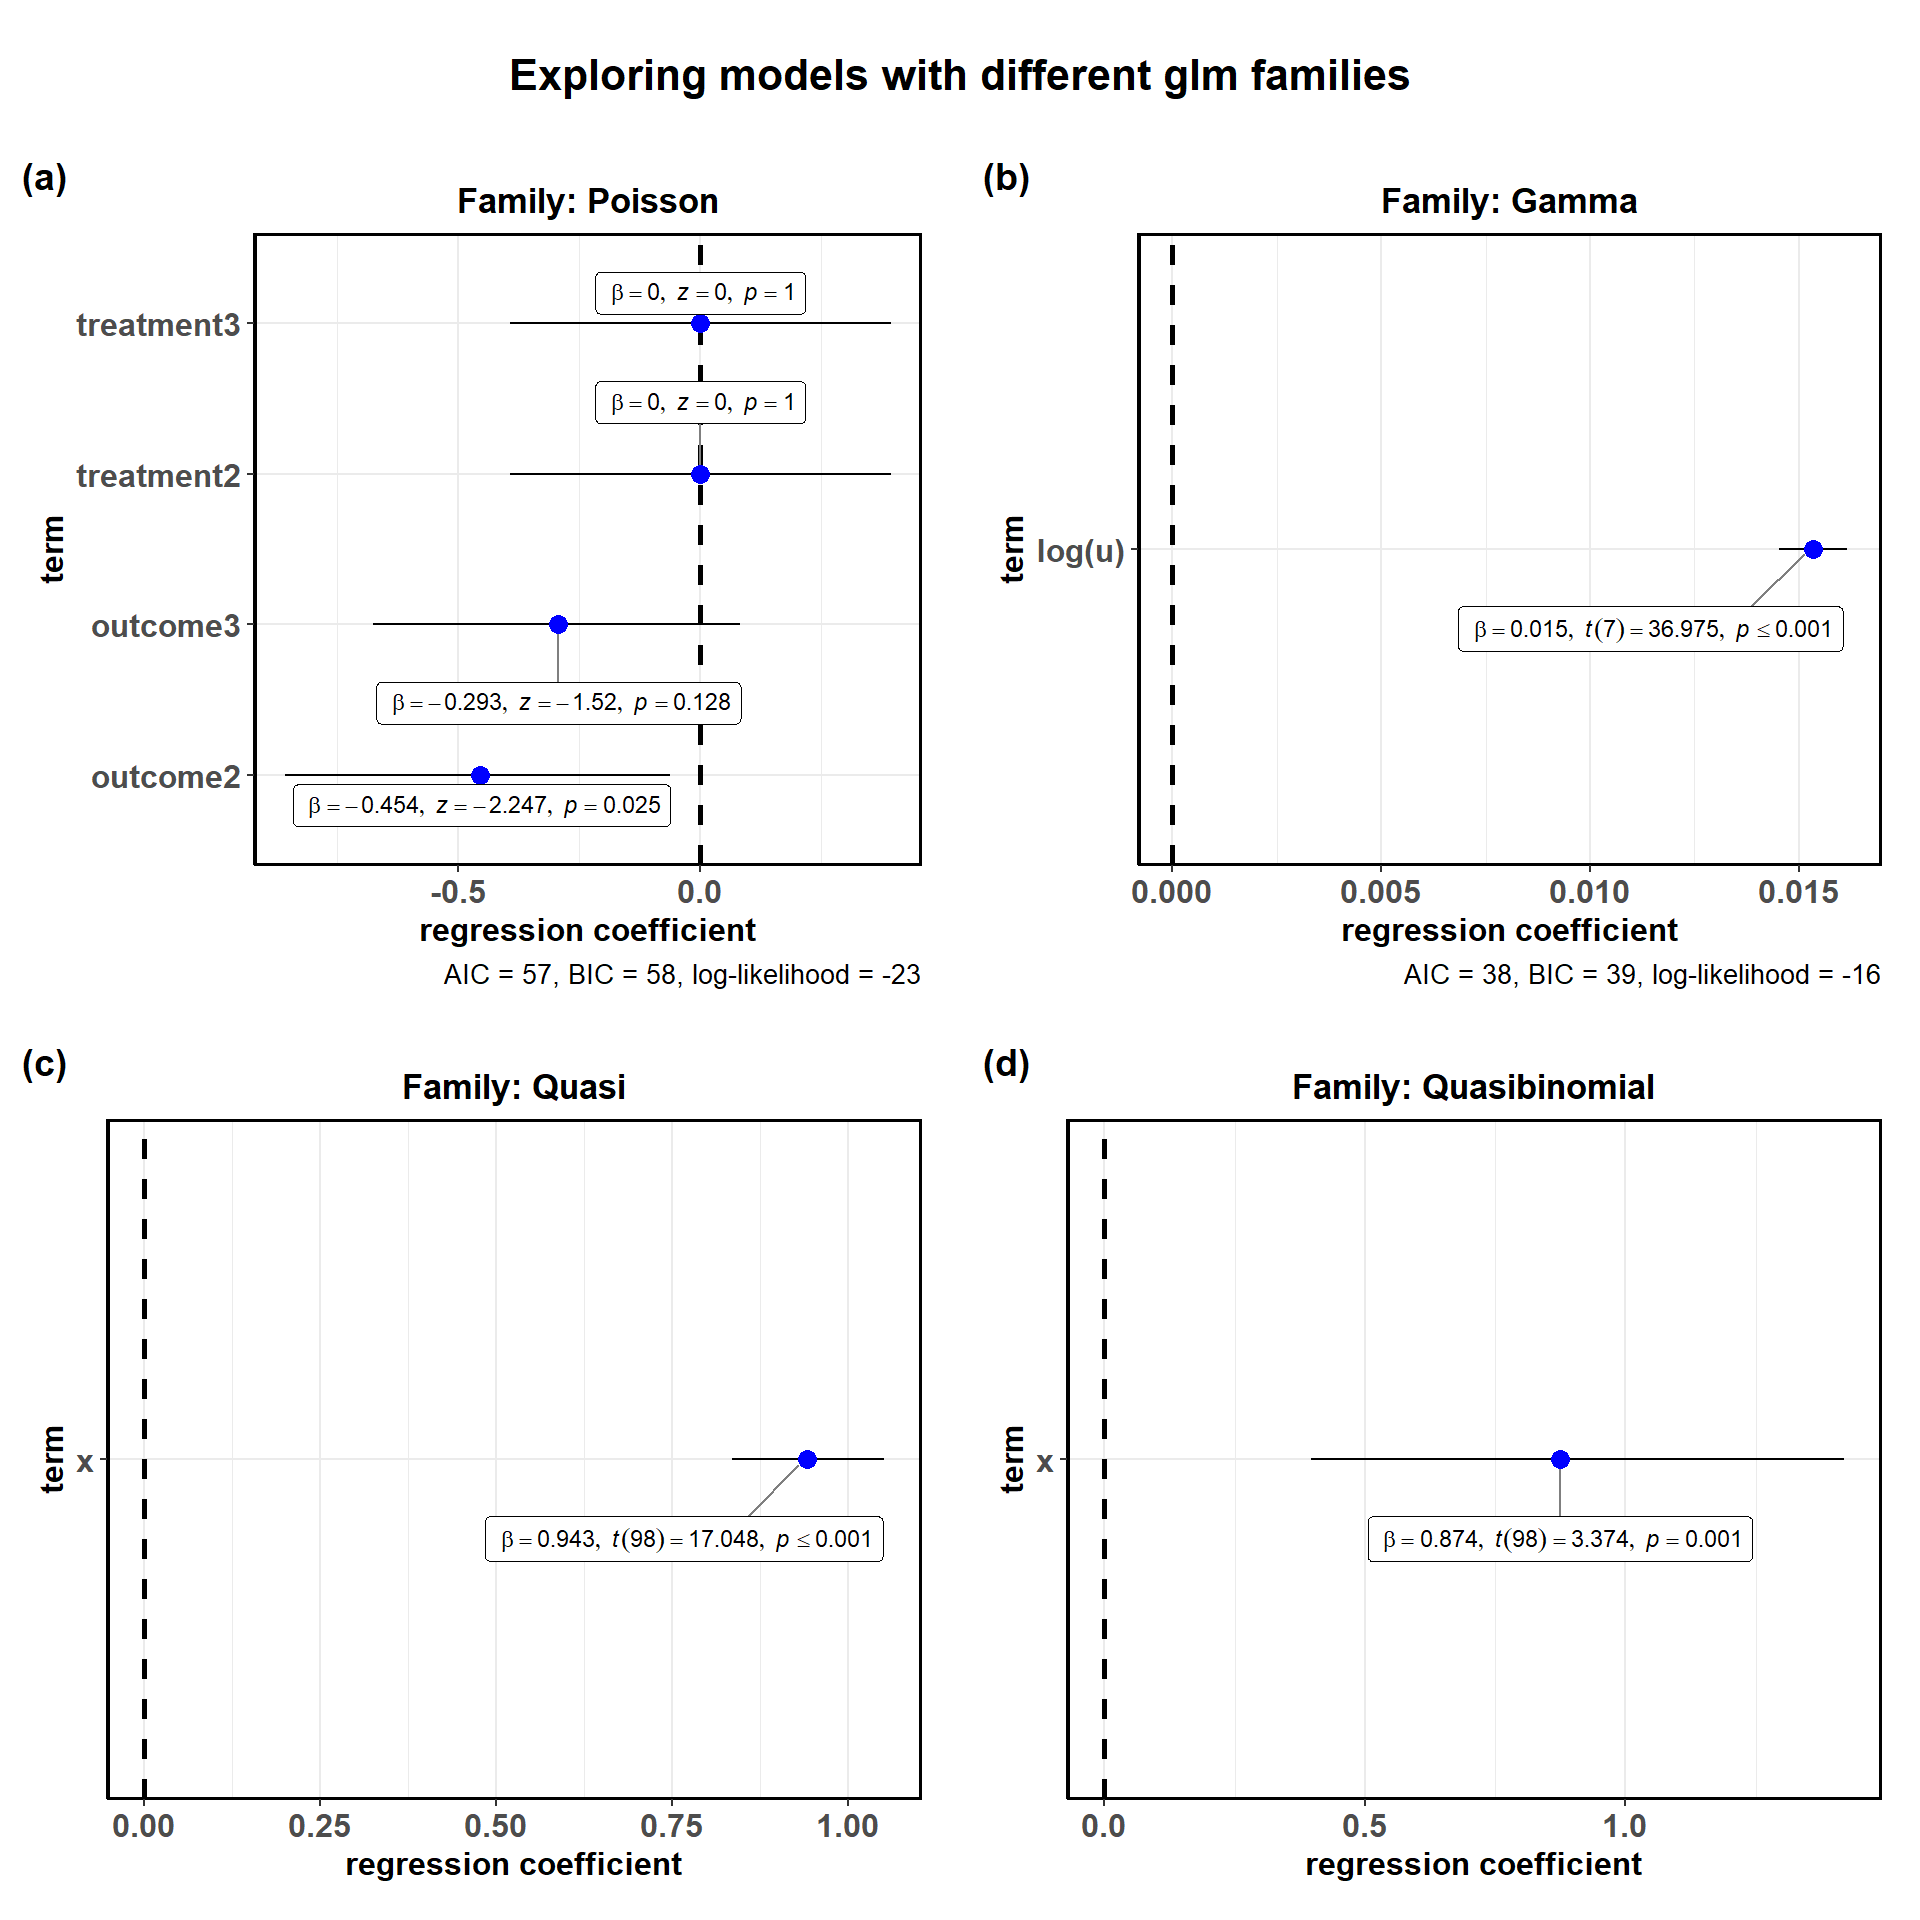 Exploring models with different glm families
(a)
Family: Poisson
term
treatment3
treatment2
outcome3
outcome2
β = 0, z = 0, p = 1
β = 0, z = 0, p = 1
β = −0.293, z = −1.52, p = 0.128
β = −0.454, z = −2.247, p = 0.025
-0.5 0.0
regression coefficient
AIC = 57, BIC = 58, log-likelihood = -23
(b)
Family: Gamma
term
log(u)
β = 0.015, t(7) = 36.975, p ≤ 0.001
0.000 0.005 0.010 0.015
regression coefficient
AIC = 38, BIC = 39, log-likelihood = -16
(c)
Family: Quasi
term
x
β = 0.943, t(98) = 17.048, p ≤ 0.001
0.00 0.25 0.50 0.75 1.00
regression coefficient
(d)
Family: Quasibinomial
term
x
β = 0.874, t(98) = 3.374, p = 0.001
0.0 0.5 1.0
regression coefficient